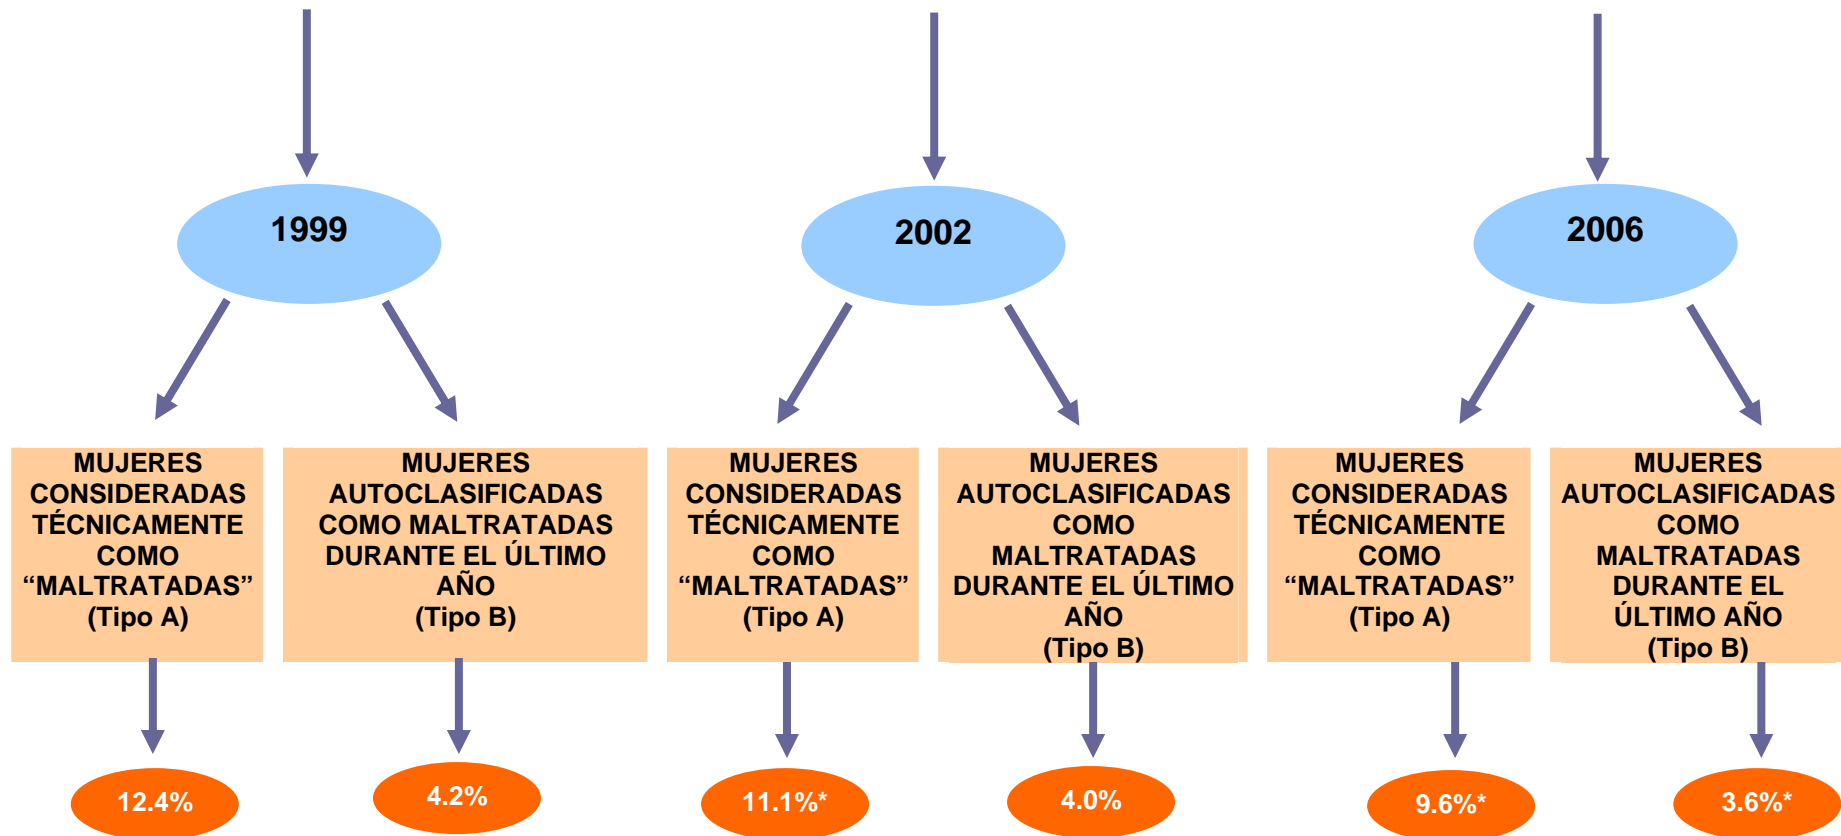 1999
2002
2006
MUJERES
CONSIDERADAS
TÉCNICAMENTE
COMO
“MALTRATADAS”
(Tipo A)
MUJERES
AUTOCLASIFICADAS
COMO MALTRATADAS
DURANTE EL ÚLTIMO
AÑO
(Tipo B)
MUJERES
CONSIDERADAS
TÉCNICAMENTE
COMO
“MALTRATADAS”
(Tipo A)
MUJERES
AUTOCLASIFICADAS
COMO
MALTRATADAS
DURANTE EL ÚLTIMO
AÑO
(Tipo B)
MUJERES
CONSIDERADAS
TÉCNICAMENTE
COMO
“MALTRATADAS”
(Tipo A)
MUJERES
AUTOCLASIFICADAS
COMO
MALTRATADAS
DURANTE EL
ÚLTIMO AÑO
(Tipo B)
12.4%
4.2%
11.1%*
4.0%
9.6%*
3.6%*